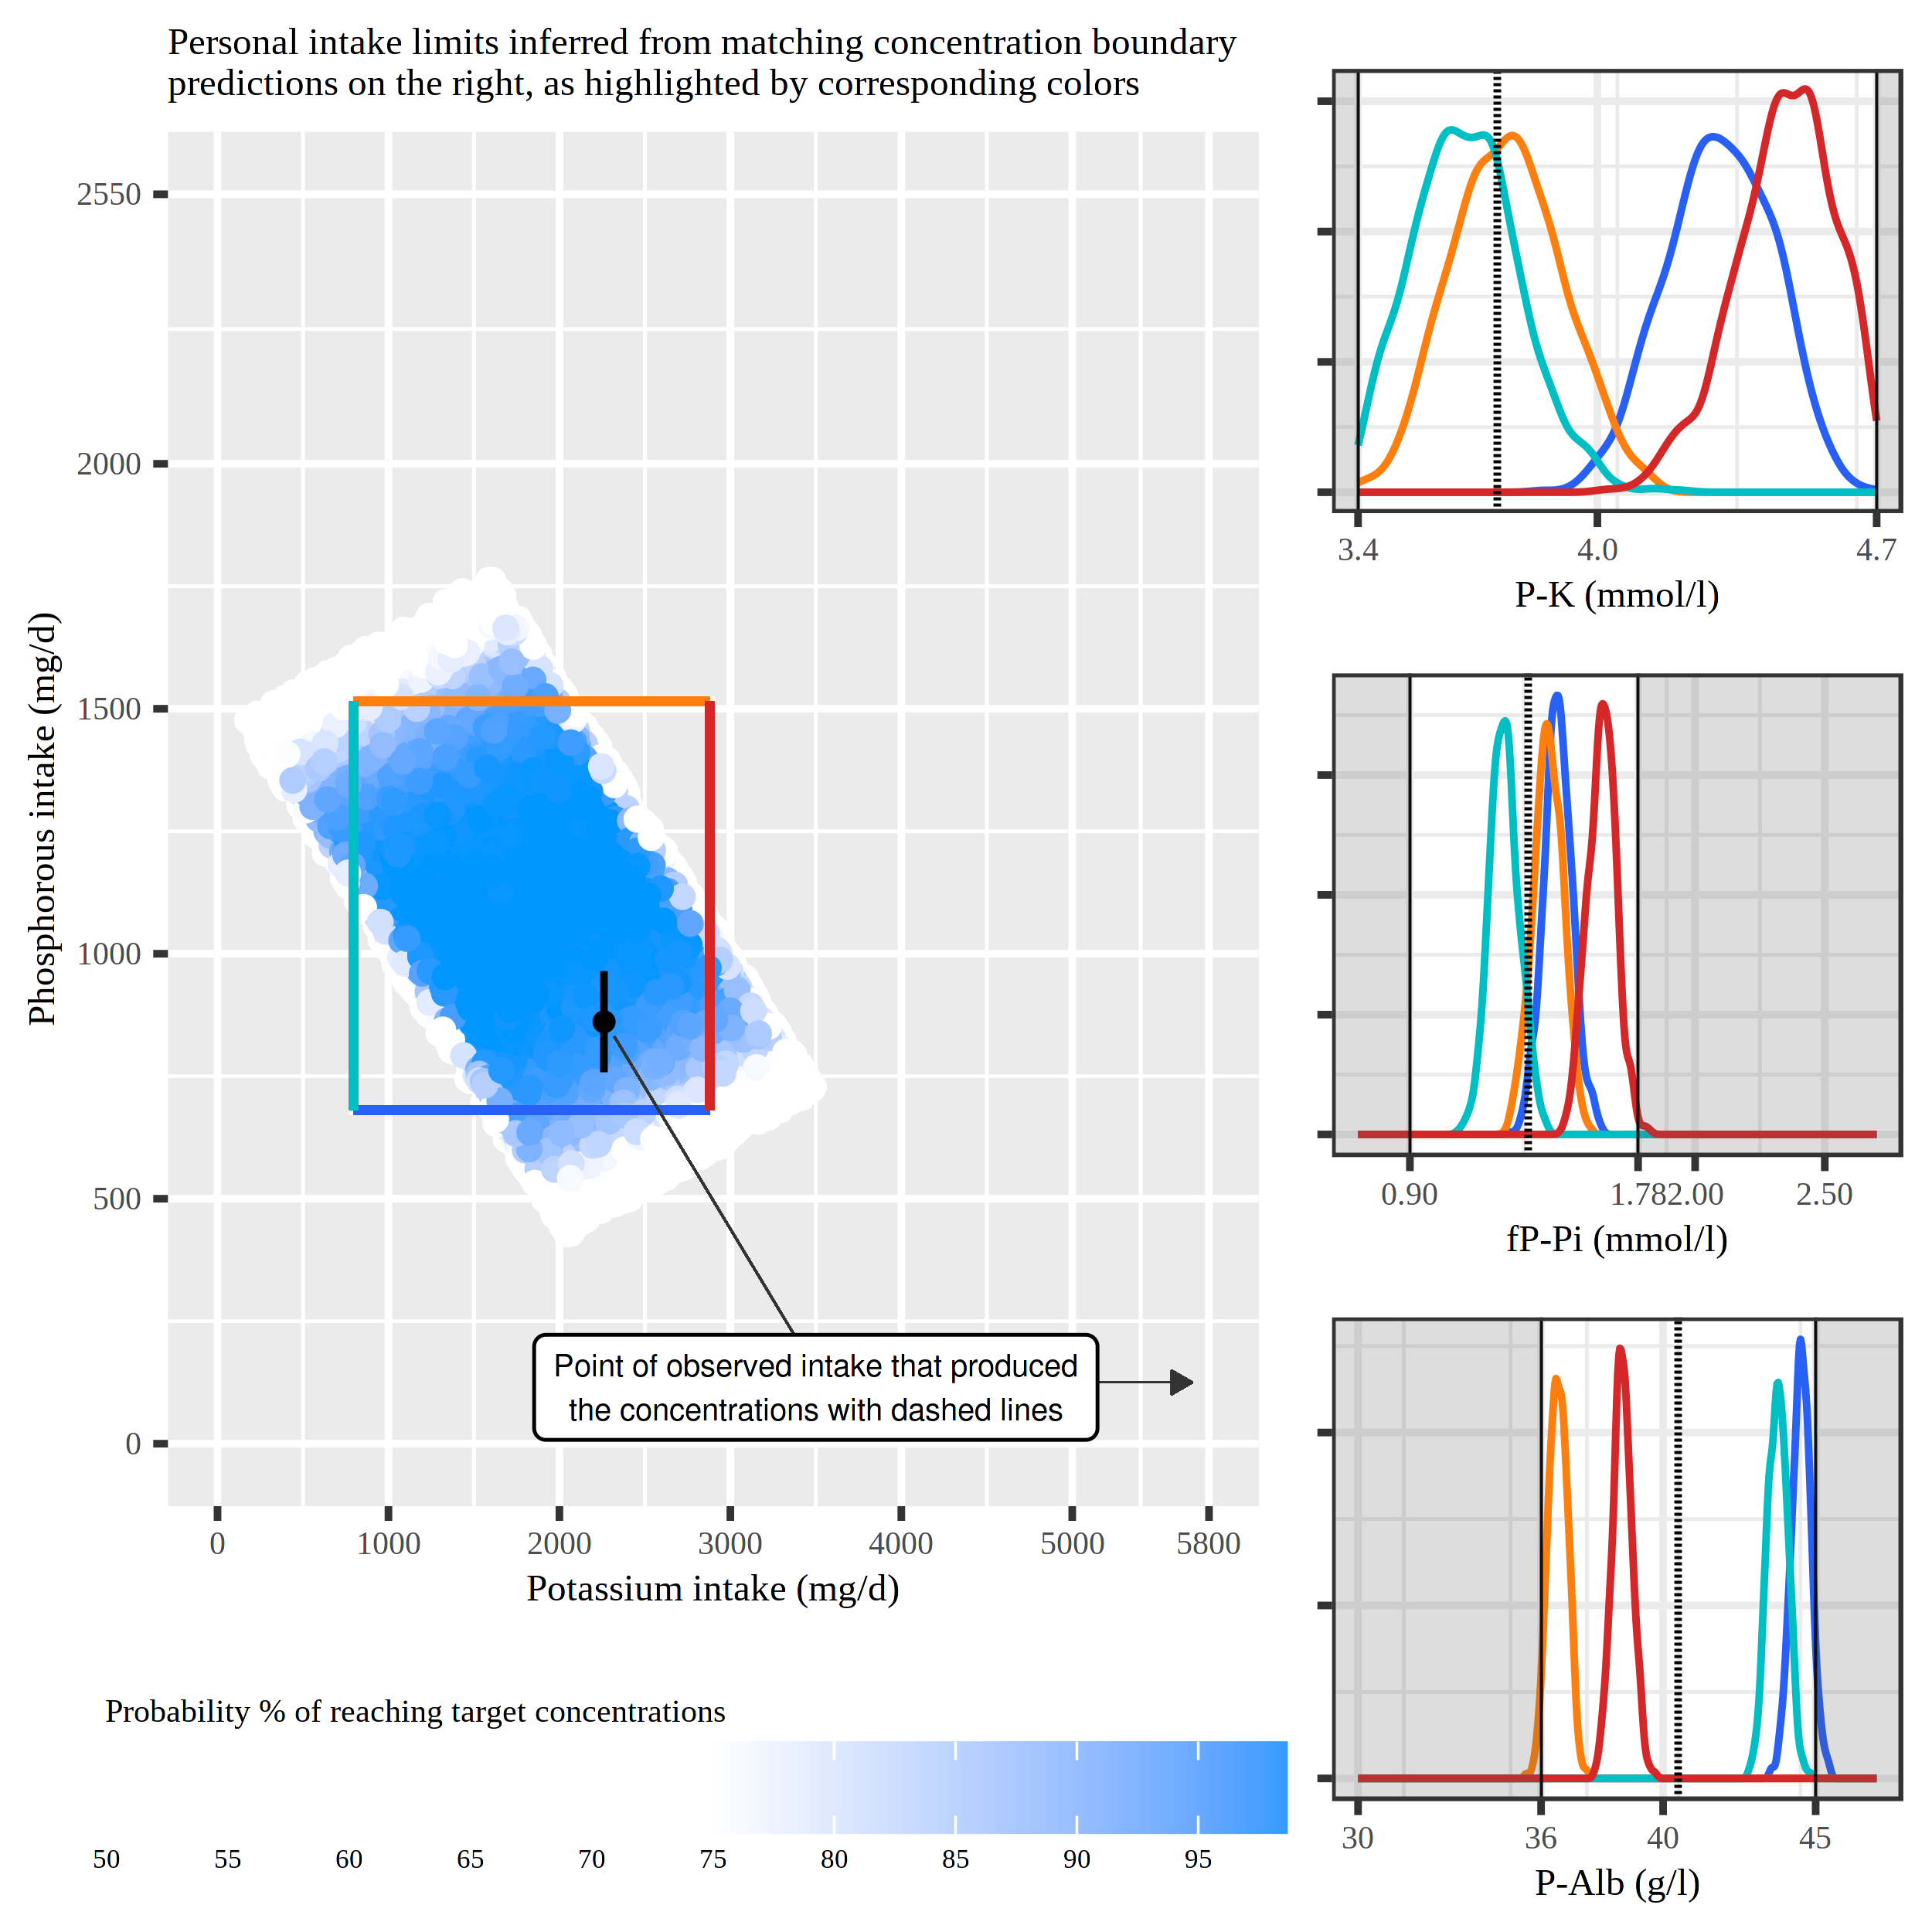 Personal intake limits inferred from matching concentration boundary
predictions on the right, as highlighted by corresponding colors
Phosphorous intake (mg/d)
2550
2000
1500
1000
500
0
Point of observed intake that produced
the concentrations with dashed lines
0 1000 2000 3000 4000 5000 5800
Potassium intake (mg/d)
Probability % of reaching target concentrations
50 55 60 65 70 75 80 85 90 95
3.4 4.0 4.7
P-K (mmol/l)
0.90 1.78 2.00 2.50
fP-Pi (mmol/l)
30 36 40 45
P-Alb (g/l)